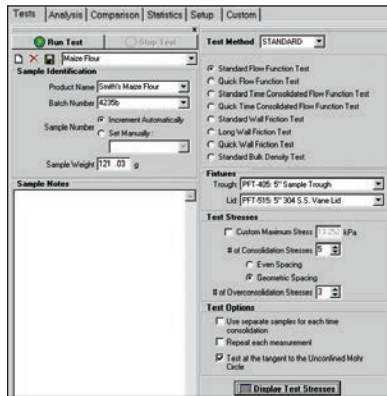 Tests Analysis Comparison Statistics Setup Custom
x
Run Test Stop Test
Maize Flour
Sample Identification
Product Name Smith's Maize Flour
Batch Number 4235b
Sample Number Increment Automatically
Set Manually:
Sample Weight 121 .03 g
Sample Notes
Test Method STANDARD
Standard Flow Function Test
Quick Flow Function Test
Standard Time Consolidated Flow Function Test
Quick Time Consolidated Flow Function Test
Standard Wall Friction Test
Long Wall Friction Test
Quick Wall Friction Test
Standard Bulk Density Test
Fixtures
Trough: PFT-405: 5" Sample Trough
Lid: PFT-515: 5" 304 S.S. Vane Lid
Test Stresses
Custom Maximum Stress 13.252 kPa
# of Consolidation Stresses 5
Even Spacing
Geometric Spacing
# of Overconsolidation Stresses 3
Test Options
Use separate samples for each time
consolidation
Repeat each measurement
Test at the tangent to the Unconfined Mohr
Circle
Display Test Stresses